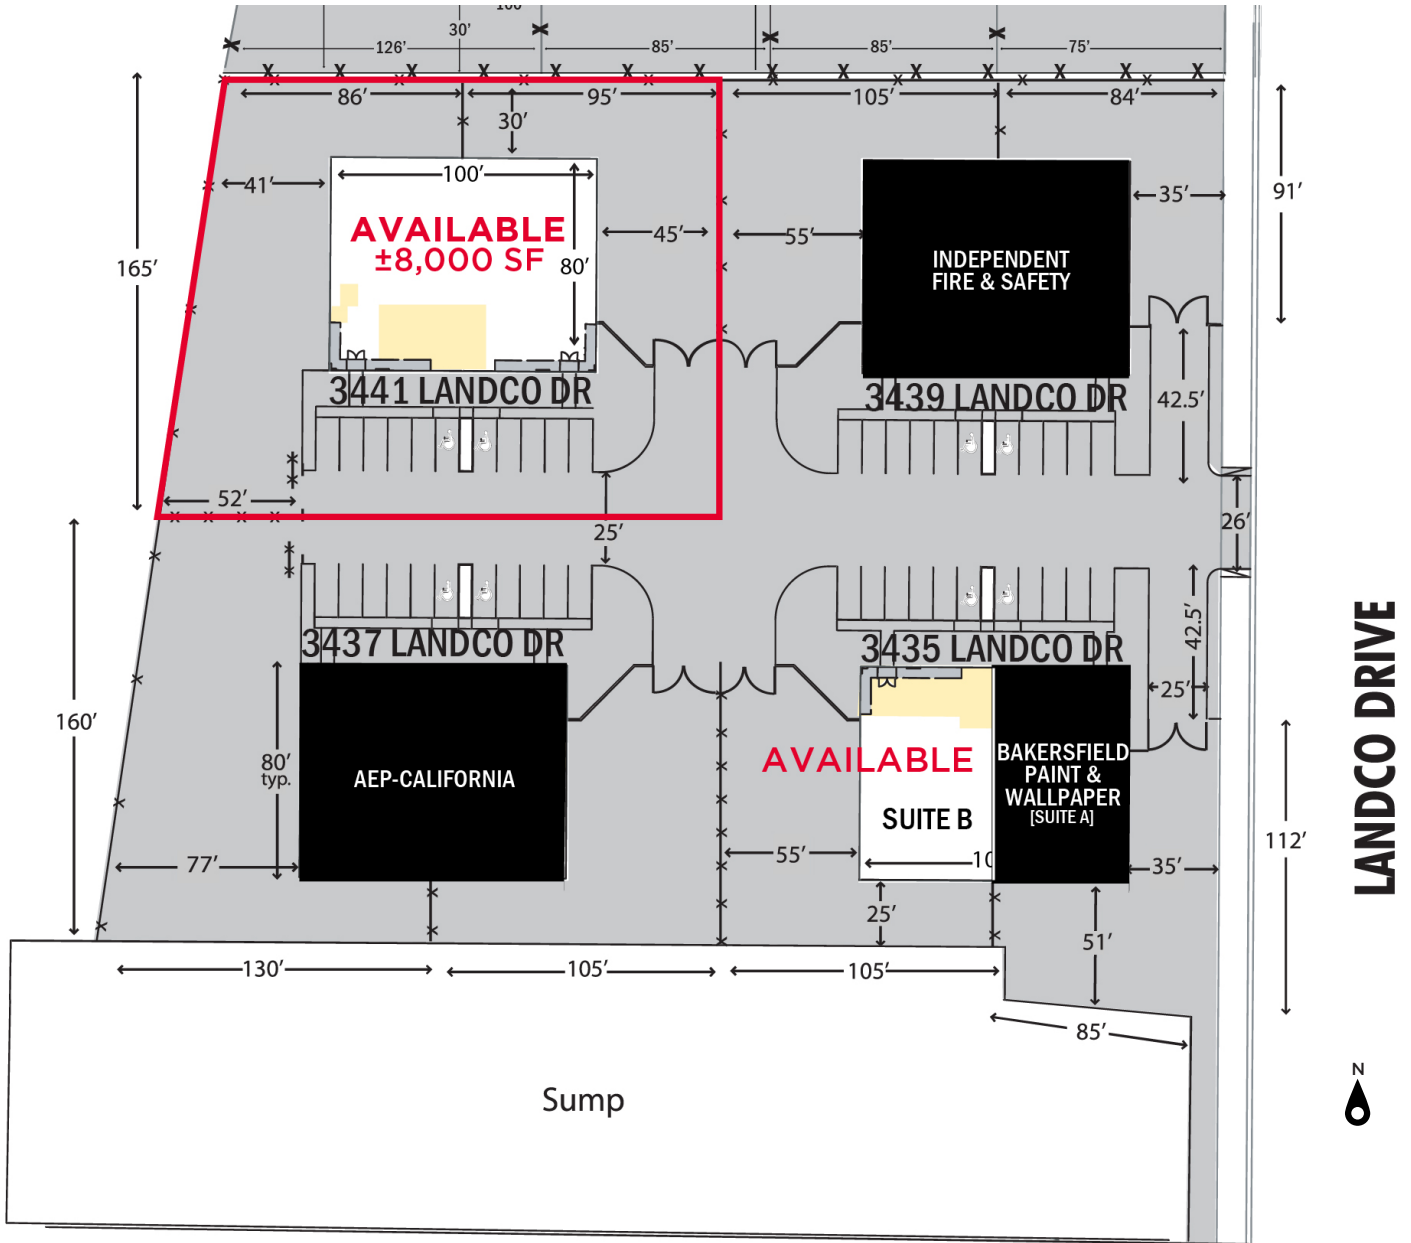 30'
126'
85'
85'
75'
86'
95'
105'
84'
30'
100'
41'
35'
91'
AVAILABLE
±8,000 SF
45'
55'
80'
165'
INDEPENDENT
FIRE & SAFETY
3441 LANDCO DR
3439 LANDCO DR
42.5'
52'
25'
26'
3437 LANDCO DR
3435 LANDCO DR
42.5'
25'
160'
80'
typ.
AEP-CALIFORNIA
AVAILABLE
SUITE B
BAKERSFIELD
PAINT &
WALLPAPER
[SUITE A]
LANDCO DRIVE
77'
55'
10
35'
112'
25'
51'
130'
105'
105'
85'
N
Sump